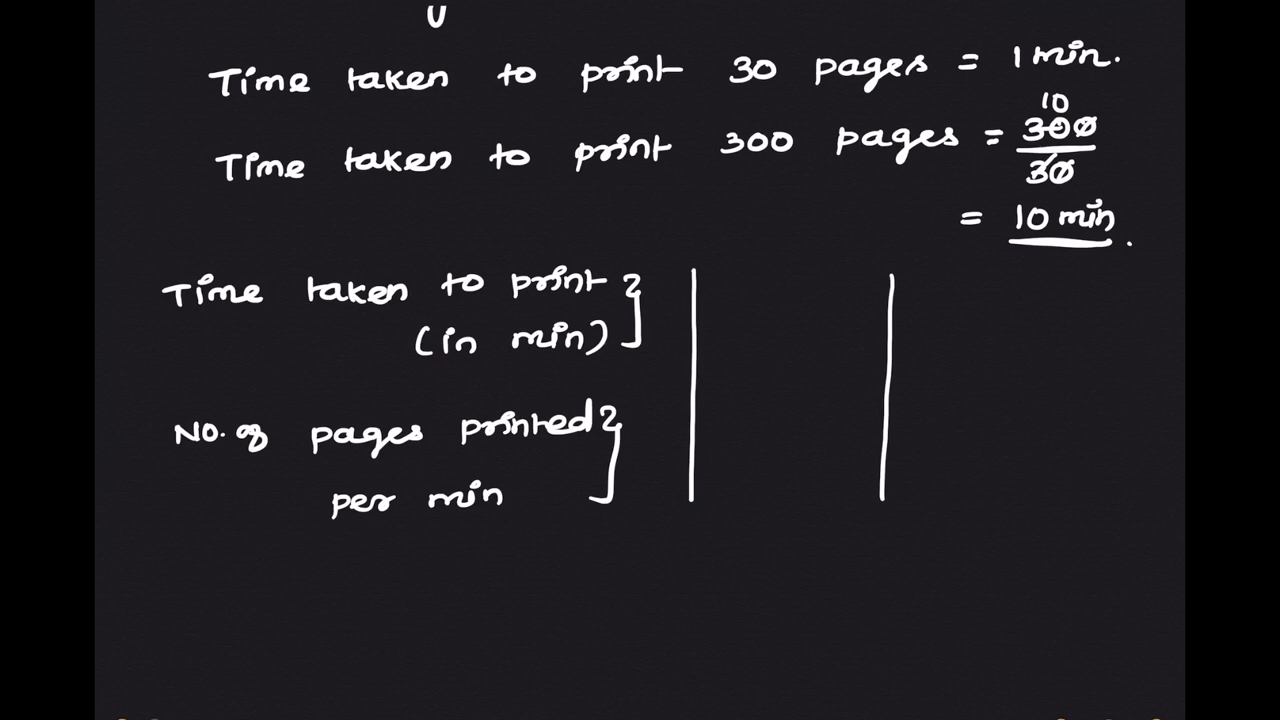 Time taken to print 30 pages = 1 min.
Time taken to print 300 pages = 300/30 10
= 10 min.
Time taken to print
(in min)
No. of pages printed
per min